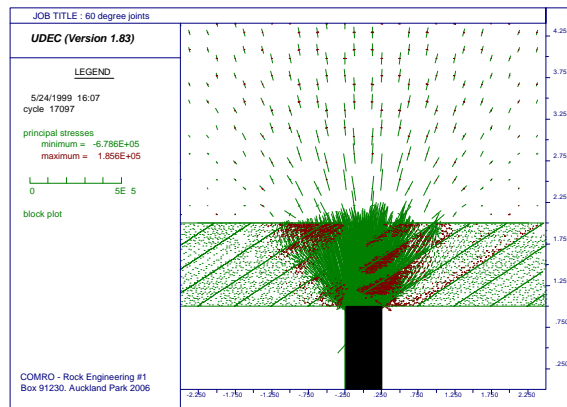 JOB TITLE : 60 degree joints
UDEC (Version 1.83)
LEGEND
5/24/1999 16:07
cycle 17097
principal stresses
minimum = -6.786E+05
maximum = 1.856E+05
0 5E 5
block plot
COMRO - Rock Engineering #1
Box 91230. Auckland Park 2006
4.25
3.75
3.25
2.75
2.25
1.75
1.25
.750
.250
-2.250 -1.750 -1.250 -.750 -.250 .250 .750 1.250 1.750 2.250